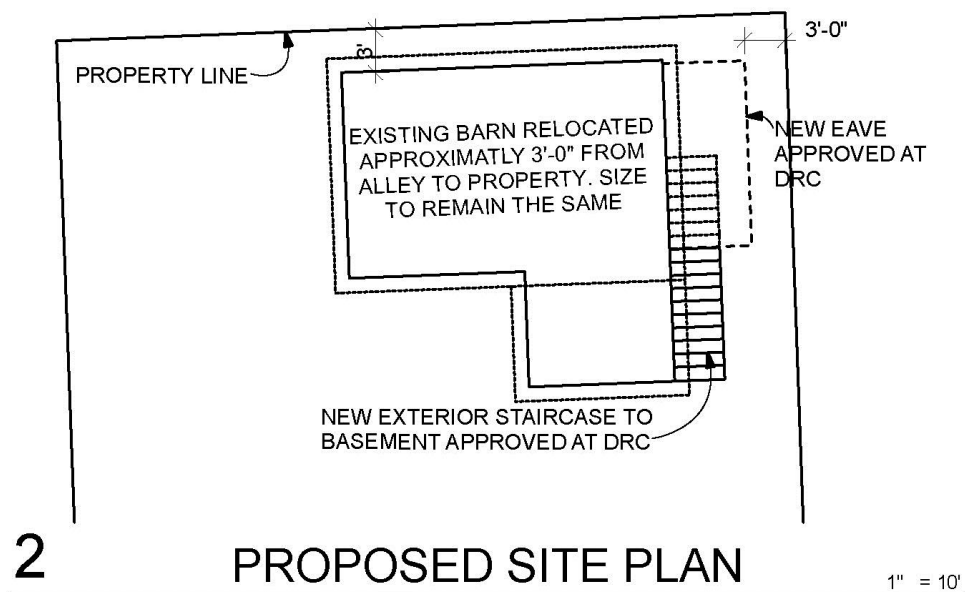 3'-0"
3'
PROPERTY LINE
EXISTING BARN RELOCATED
APPROXIMATLY 3'-0" FROM
ALLEY TO PROPERTY. SIZE
TO REMAIN THE SAME
NEW EAVE
APPROVED AT
DRC
NEW EXTERIOR STAIRCASE TO
BASEMENT APPROVED AT DRC
2
PROPOSED SITE PLAN
1" = 10'